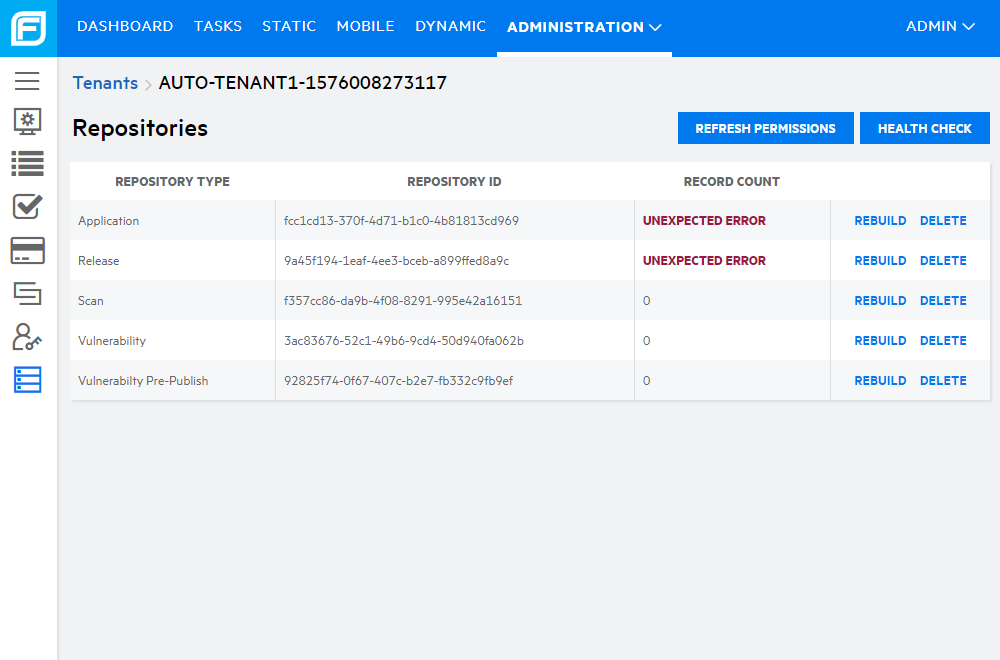 DASHBOARD TASKS STATIC MOBILE DYNAMIC ADMINISTRATION ADMIN
Tenants > AUTO-TENANT1-1576008273117
Repositories REFRESH PERMISSIONS HEALTH CHECK
REPOSITORY TYPE REPOSITORY ID RECORD COUNT
Application fcc1cd13-370f-4d71-b1c0-4b81813cd969 UNEXPECTED ERROR REBUILD DELETE
Release 9a45f194-1eaf-4ee3-bceb-a899ffed8a9c UNEXPECTED ERROR REBUILD DELETE
Scan f357cc86-da9b-4f08-8291-995e42a16151 0 REBUILD DELETE
Vulnerability 3ac83676-52c1-49b6-9cd4-50d940fa062b 0 REBUILD DELETE
Vulnerabilty Pre-Publish 92825f74-0f67-407c-b2e7-fb332c9fb9ef 0 REBUILD DELETE